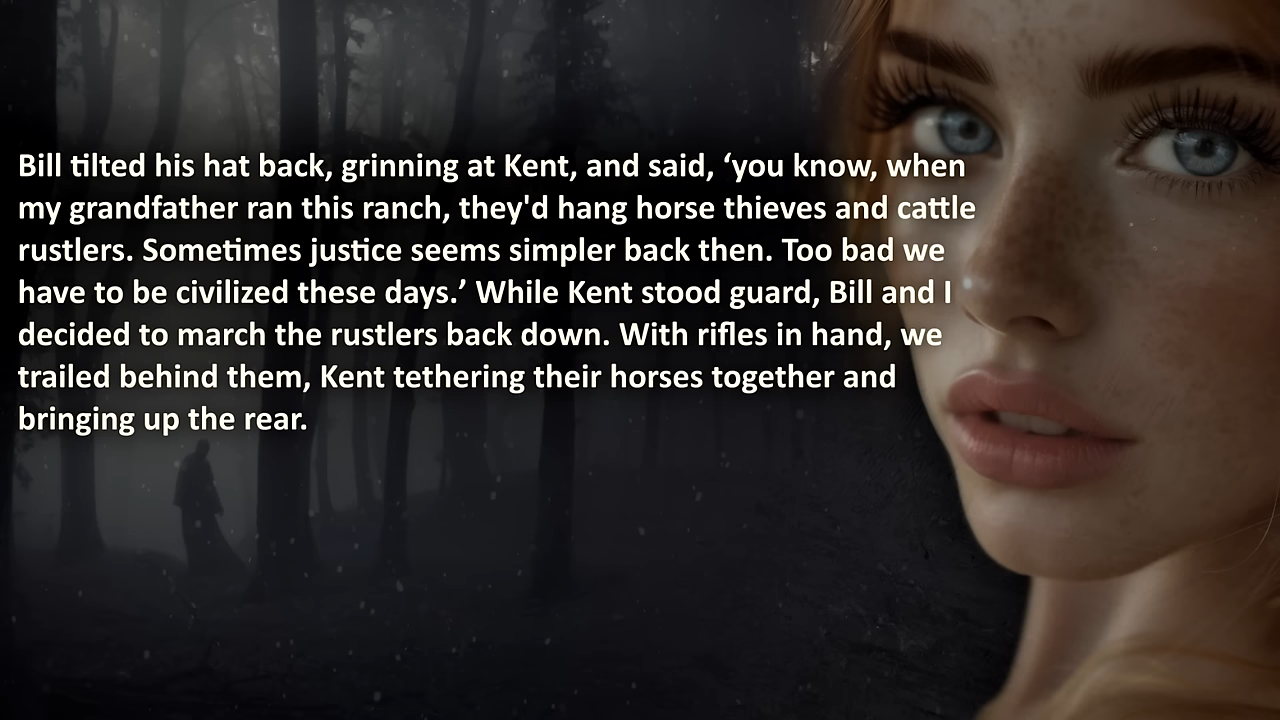 Bill tilted his hat back, grinning at Kent, and said, ‘you know, when
my grandfather ran this ranch, they'd hang horse thieves and cattle
rustlers. Sometimes justice seems simpler back then. Too bad we
have to be civilized these days.’ While Kent stood guard, Bill and I
decided to march the rustlers back down. With rifles in hand, we
trailed behind them, Kent tethering their horses together and
bringing up the rear.